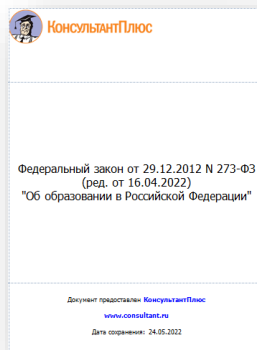 КонсультантПлюс
Федеральный закон от 29.12.2012 N 273-ФЗ
(ред. от 16.04.2022)
"Об образовании в Российской Федерации"
Документ предоставлен КонсультантПлюс
www.consultant.ru
Дата сохранения: 24.05.2022